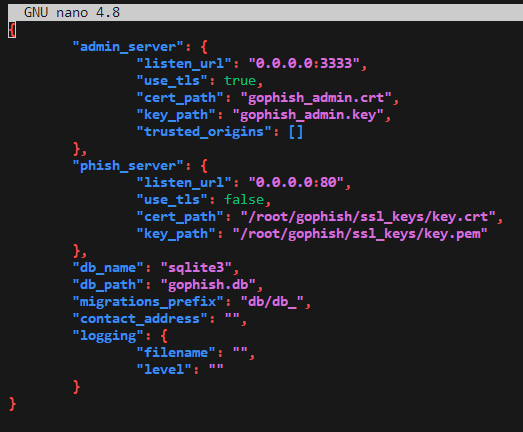 GNU nano 4.8
{
        "admin_server": {
                "listen_url": "0.0.0.0:3333",
                "use_tls": true,
                "cert_path": "gophish_admin.crt",
                "key_path": "gophish_admin.key",
                "trusted_origins": []
        },
        "phish_server": {
                "listen_url": "0.0.0.0:80",
                "use_tls": false,
                "cert_path": "/root/gophish/ssl_keys/key.crt",
                "key_path": "/root/gophish/ssl_keys/key.pem"
        },
        "db_name": "sqlite3",
        "db_path": "gophish.db",
        "migrations_prefix": "db/db_",
        "contact_address": "",
        "logging": {
                "filename": "",
                "level": ""
        }
}